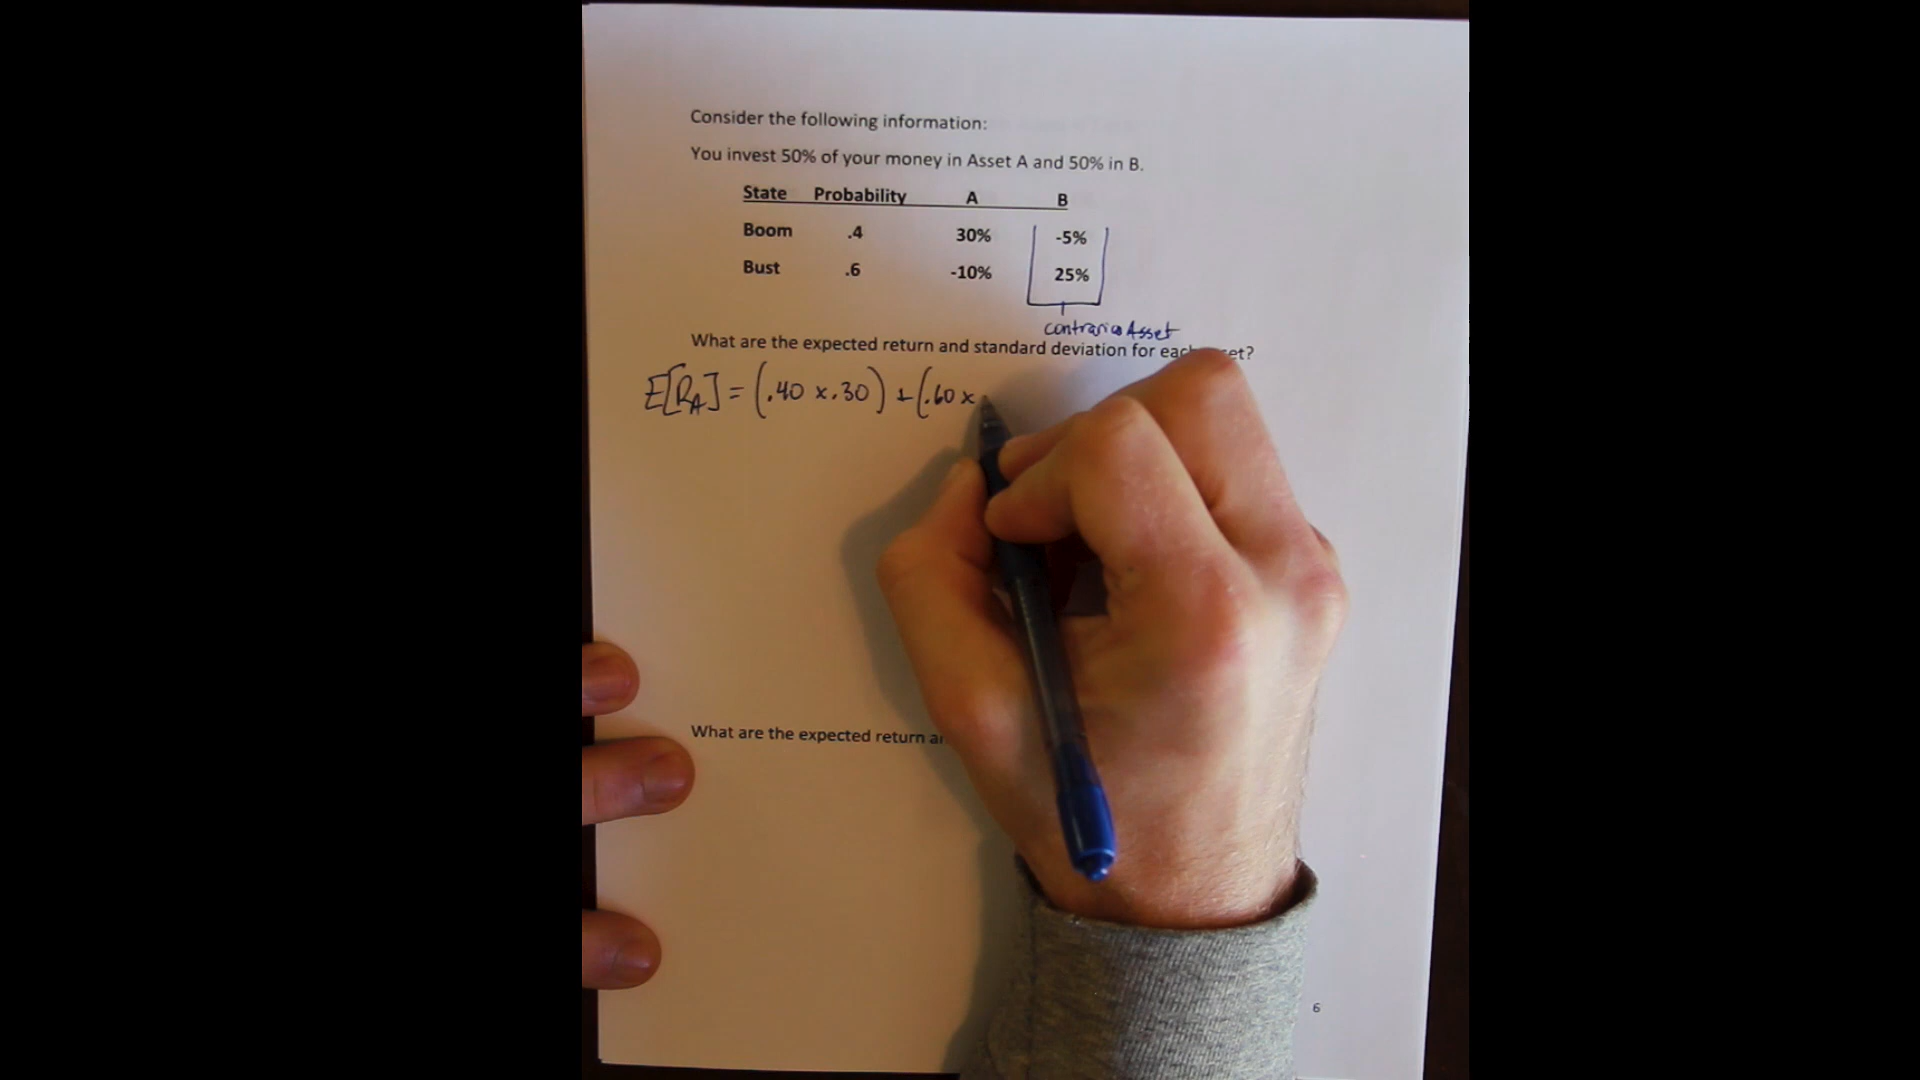 Consider the following information:
You invest 50% of your money in Asset A and 50% in B.
State Probability A B
Boom .4 30% -5%
Bust .6 -10% 25%
Asset
What are the expected return and standard deviation for each
E[RA] = (.40 x .30) + (.60 x
What are the expected return
6